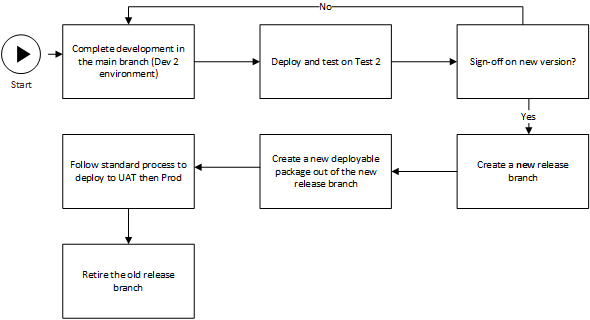 No
Complete development in
the main branch (Dev 2
environment)
Deploy and test on Test 2
Sign-off on new version?
Start
Yes
Follow standard process to
deploy to UAT then Prod
Create a new deployable
package out of the new
release branch
Create a new release
branch
Retire the old release
branch